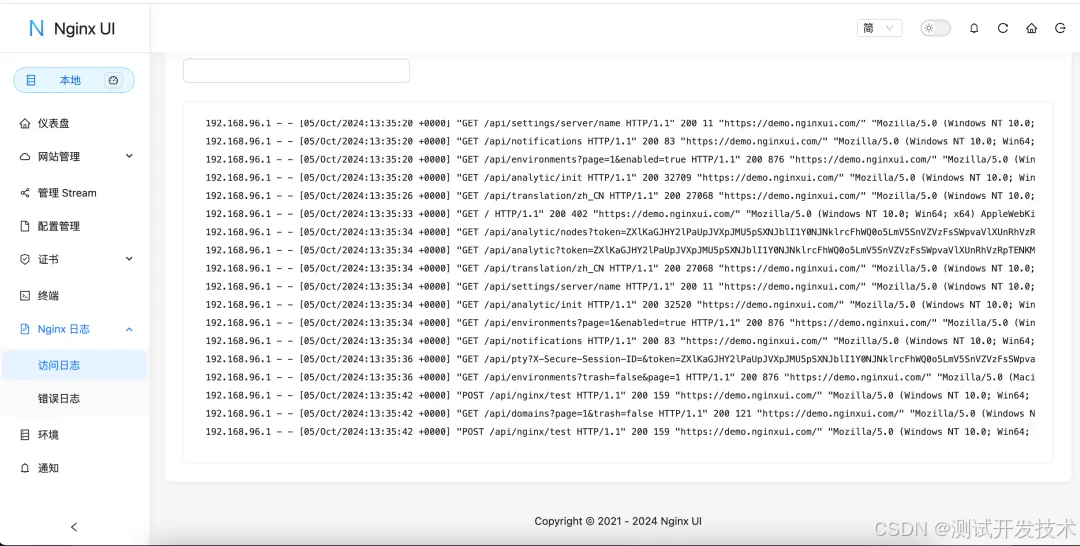 Nginx UI
简
本地
仪表盘
网站管理
管理 Stream
配置管理
证书
终端
Nginx 日志
访问日志
错误日志
环境
通知
192.168.96.1 - - [05/Oct/2024:13:35:20 +0000] "GET /api/settings/server/name HTTP/1.1" 200 11 "https://demo.nginxui.com/" "Mozilla/5.0 (Windows NT 10.0;
192.168.96.1 - - [05/Oct/2024:13:35:20 +0000] "GET /api/notifications HTTP/1.1" 200 83 "https://demo.nginxui.com/" "Mozilla/5.0 (Windows NT 10.0; Win64;
192.168.96.1 - - [05/Oct/2024:13:35:20 +0000] "GET /api/environments?page=1&enabled=true HTTP/1.1" 200 876 "https://demo.nginxui.com/" "Mozilla/5.0 (Win
192.168.96.1 - - [05/Oct/2024:13:35:20 +0000] "GET /api/analytic/init HTTP/1.1" 200 32709 "https://demo.nginxui.com/" "Mozilla/5.0 (Windows NT 10.0; Win
192.168.96.1 - - [05/Oct/2024:13:35:26 +0000] "GET /api/translation/zh_CN HTTP/1.1" 200 27068 "https://demo.nginxui.com/" "Mozilla/5.0 (Windows NT 10.0;
192.168.96.1 - - [05/Oct/2024:13:35:33 +0000] "GET / HTTP/1.1" 200 402 "https://demo.nginxui.com/" "Mozilla/5.0 (Windows NT 10.0; Win64; x64) AppleWebKi
192.168.96.1 - - [05/Oct/2024:13:35:34 +0000] "GET /api/analytic/nodes?token=
192.168.96.1 - - [05/Oct/2024:13:35:34 +0000] "GET /api/analytic?token=
192.168.96.1 - - [05/Oct/2024:13:35:34 +0000] "GET /api/translation/zh_CN HTTP/1.1" 200 27068 "https://demo.nginxui.com/" "Mozilla/5.0 (Windows NT 10.0;
192.168.96.1 - - [05/Oct/2024:13:35:34 +0000] "GET /api/settings/server/name HTTP/1.1" 200 11 "https://demo.nginxui.com/" "Mozilla/5.0 (Windows NT 10.0;
192.168.96.1 - - [05/Oct/2024:13:35:34 +0000] "GET /api/analytic/init HTTP/1.1" 200 32520 "https://demo.nginxui.com/" "Mozilla/5.0 (Windows NT 10.0; Win
192.168.96.1 - - [05/Oct/2024:13:35:34 +0000] "GET /api/environments?page=1&enabled=true HTTP/1.1" 200 876 "https://demo.nginxui.com/" "Mozilla/5.0 (Win
192.168.96.1 - - [05/Oct/2024:13:35:34 +0000] "GET /api/notifications HTTP/1.1" 200 83 "https://demo.nginxui.com/" "Mozilla/5.0 (Windows NT 10.0; Win64;
192.168.96.1 - - [05/Oct/2024:13:35:36 +0000] "GET /api/pty?X-Secure-Session-ID=&token=
192.168.96.1 - - [05/Oct/2024:13:35:36 +0000] "GET /api/environments?trash=false&page=1 HTTP/1.1" 200 876 "https://demo.nginxui.com/" "Mozilla/5.0 (Maci
192.168.96.1 - - [05/Oct/2024:13:35:42 +0000] "POST /api/nginx/test HTTP/1.1" 200 159 "https://demo.nginxui.com/" "Mozilla/5.0 (Windows NT 10.0; Win64;
192.168.96.1 - - [05/Oct/2024:13:35:42 +0000] "GET /api/domains?page=1&trash=false HTTP/1.1" 200 121 "https://demo.nginxui.com/" "Mozilla/5.0 (Windows N
192.168.96.1 - - [05/Oct/2024:13:35:42 +0000] "POST /api/nginx/test HTTP/1.1" 200 159 "https://demo.nginxui.com/" "Mozilla/5.0 (Windows NT 10.0; Win64;
Copyright © 2021 - 2024 Nginx UI
CSDN @测试开发技术